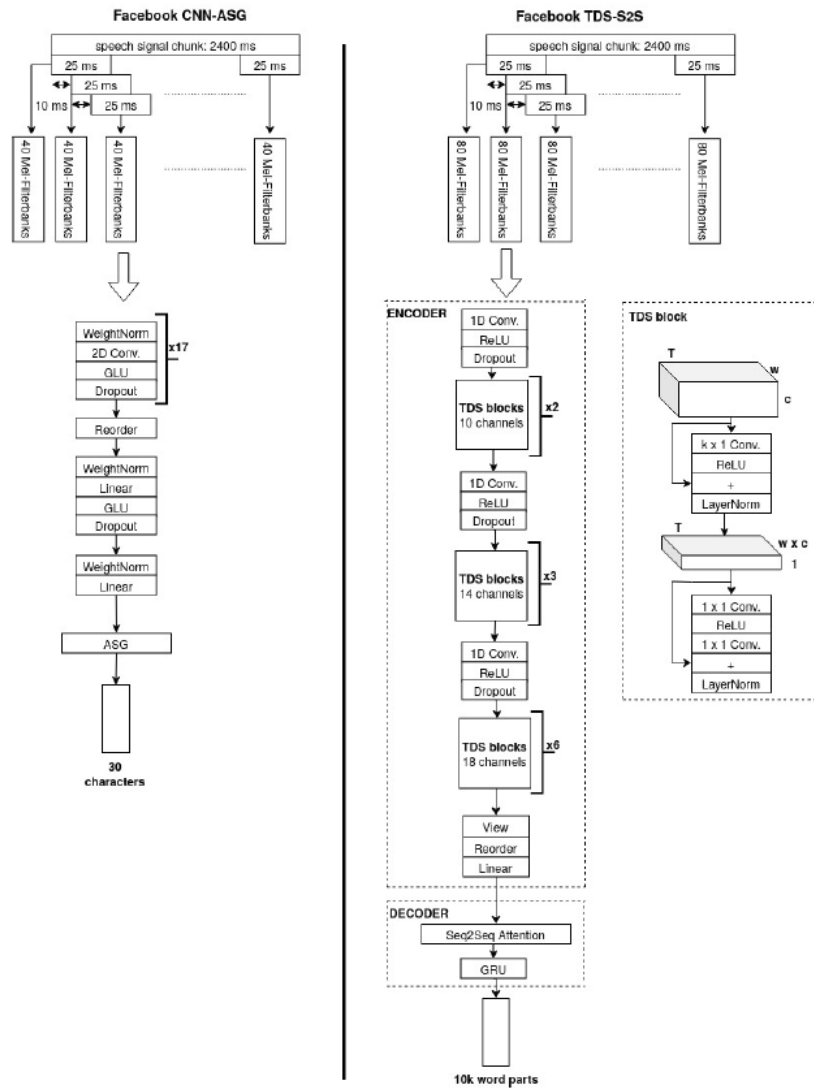 Facebook CNN-ASG
speech signal chunk: 2400 ms
25 ms
25 ms
25 ms
10 ms
25 ms
40 Mel-Filterbanks
40 Mel-Filterbanks
40 Mel-Filterbanks
40 Mel-Filterbanks
WeightNorm
2D Conv.
GLU
Dropout
x17
Reorder
WeightNorm
Linear
GLU
Dropout
WeightNorm
Linear
ASG
30
characters
Facebook TDS-S2S
speech signal chunk: 2400 ms
25 ms
25 ms
25 ms
10 ms
25 ms
80 Mel-Filterbanks
80 Mel-Filterbanks
80 Mel-Filterbanks
80 Mel-Filterbanks
ENCODER
1D Conv.
ReLU
Dropout
TDS blocks
10 channels
x2
1D Conv.
ReLU
Dropout
TDS blocks
14 channels
x3
1D Conv.
ReLU
Dropout
TDS blocks
18 channels
x6
View
Reorder
Linear
DECODER
Seq2Seq Attention
GRU
10k word parts
TDS block
T
w
c
k x 1 Conv.
ReLU
+
LayerNorm
T
w x c
1
1 x 1 Conv.
ReLU
1 x 1 Conv.
+
LayerNorm